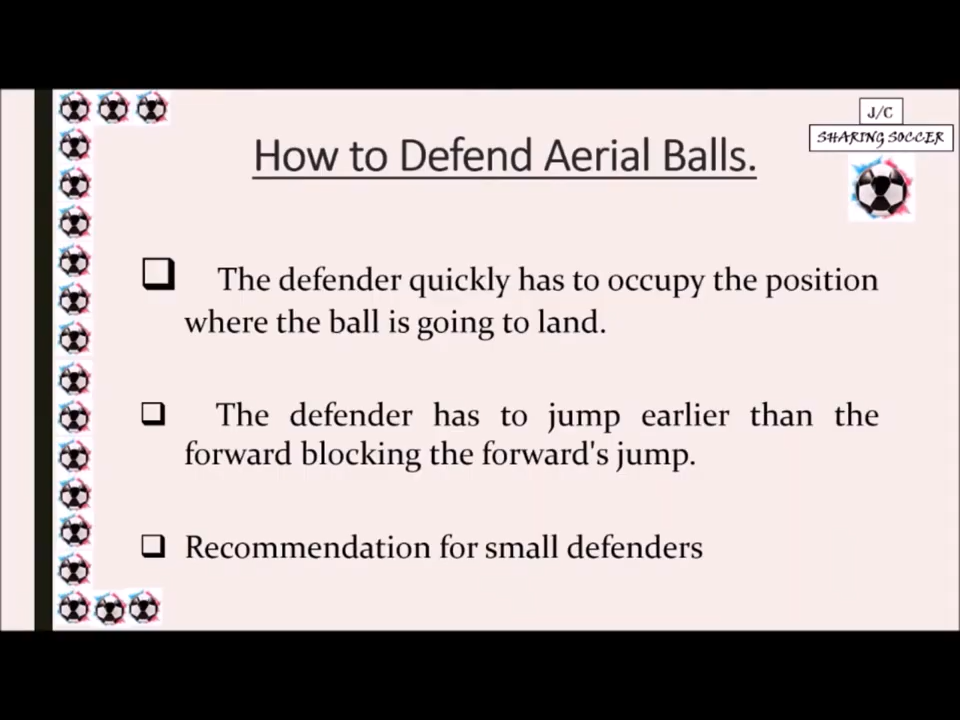 J/C
SHARING SOCCER
How to Defend Aerial Balls.
The defender quickly has to occupy the position
where the ball is going to land.
The defender has to jump earlier than the
forward blocking the forward's jump.
Recommendation for small defenders